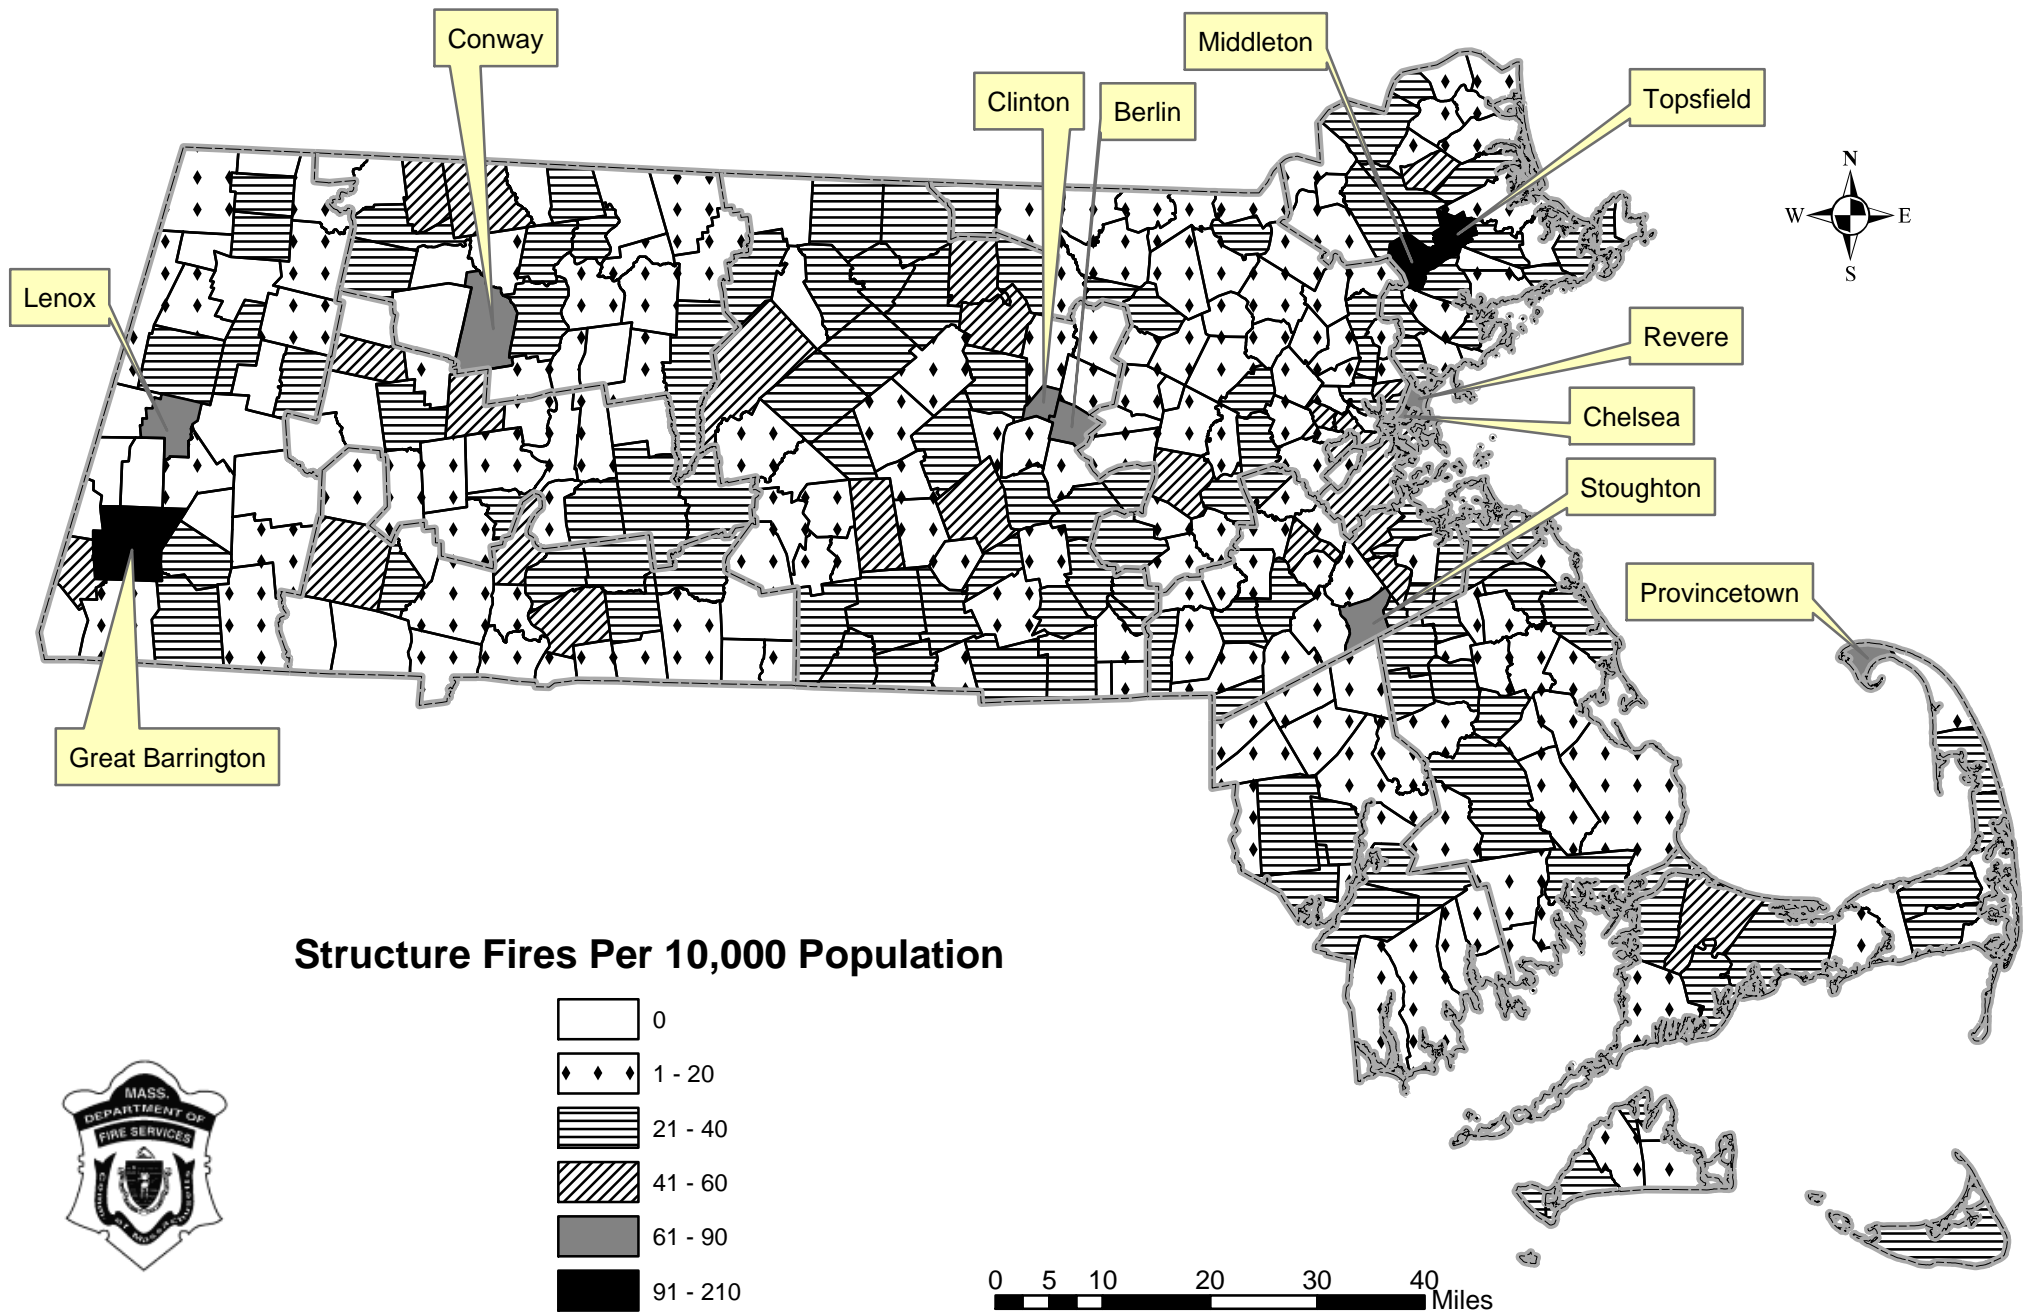 Conway
Middleton
Clinton
Berlin
Topsfield
N
W
E
S
Lenox
Revere
Chelsea
Stoughton
Provincetown
Great Barrington
Structure Fires Per 10,000 Population
0
1 - 20
21 - 40
41 - 60
61 - 90
91 - 210
MASS.
DEPARTMENT OF
FIRE SERVICES
0 5 10 20 30 40
Miles